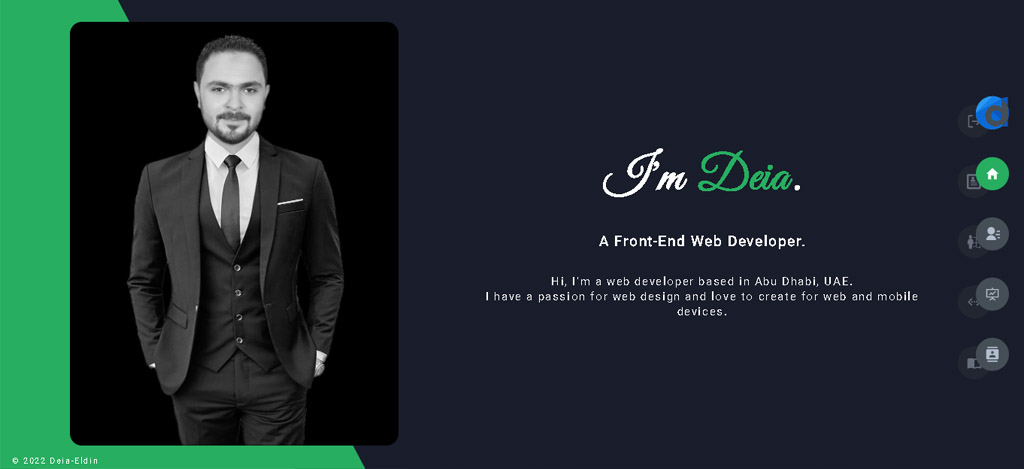 I'm Deia.
A Front-End Web Developer.
Hi, I'm a web developer based in Abu Dhabi, UAE.
I have a passion for web design and love to create for web and mobile
devices.
© 2022 Deia-Eldin